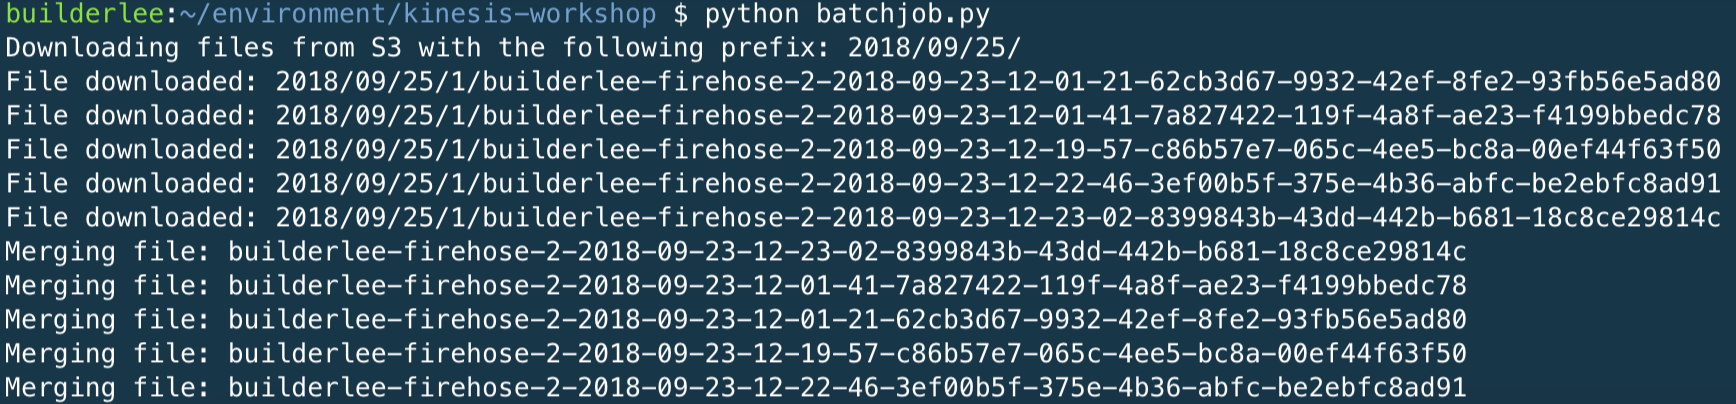 builderlee:~/environment/kinesis-workshop $ python batchjob.py
Downloading files from S3 with the following prefix: 2018/09/25/
File downloaded: 2018/09/25/1/builderlee-firehose-2-2018-09-23-12-01-21-62cb3d67-9932-42ef-8fe2-93fb56e5ad80
File downloaded: 2018/09/25/1/builderlee-firehose-2-2018-09-23-12-01-41-7a827422-119f-4a8f-ae23-f4199bbedc78
File downloaded: 2018/09/25/1/builderlee-firehose-2-2018-09-23-12-19-57-c86b57e7-065c-4ee5-bc8a-00ef44f63f50
File downloaded: 2018/09/25/1/builderlee-firehose-2-2018-09-23-12-22-46-3ef00b5f-375e-4b36-abfc-be2ebfc8ad91
File downloaded: 2018/09/25/1/builderlee-firehose-2-2018-09-23-12-23-02-8399843b-43dd-442b-b681-18c8ce29814c
Merging file: builderlee-firehose-2-2018-09-23-12-23-02-8399843b-43dd-442b-b681-18c8ce29814c
Merging file: builderlee-firehose-2-2018-09-23-12-01-41-7a827422-119f-4a8f-ae23-f4199bbedc78
Merging file: builderlee-firehose-2-2018-09-23-12-01-21-62cb3d67-9932-42ef-8fe2-93fb56e5ad80
Merging file: builderlee-firehose-2-2018-09-23-12-19-57-c86b57e7-065c-4ee5-bc8a-00ef44f63f50
Merging file: builderlee-firehose-2-2018-09-23-12-22-46-3ef00b5f-375e-4b36-abfc-be2ebfc8ad91